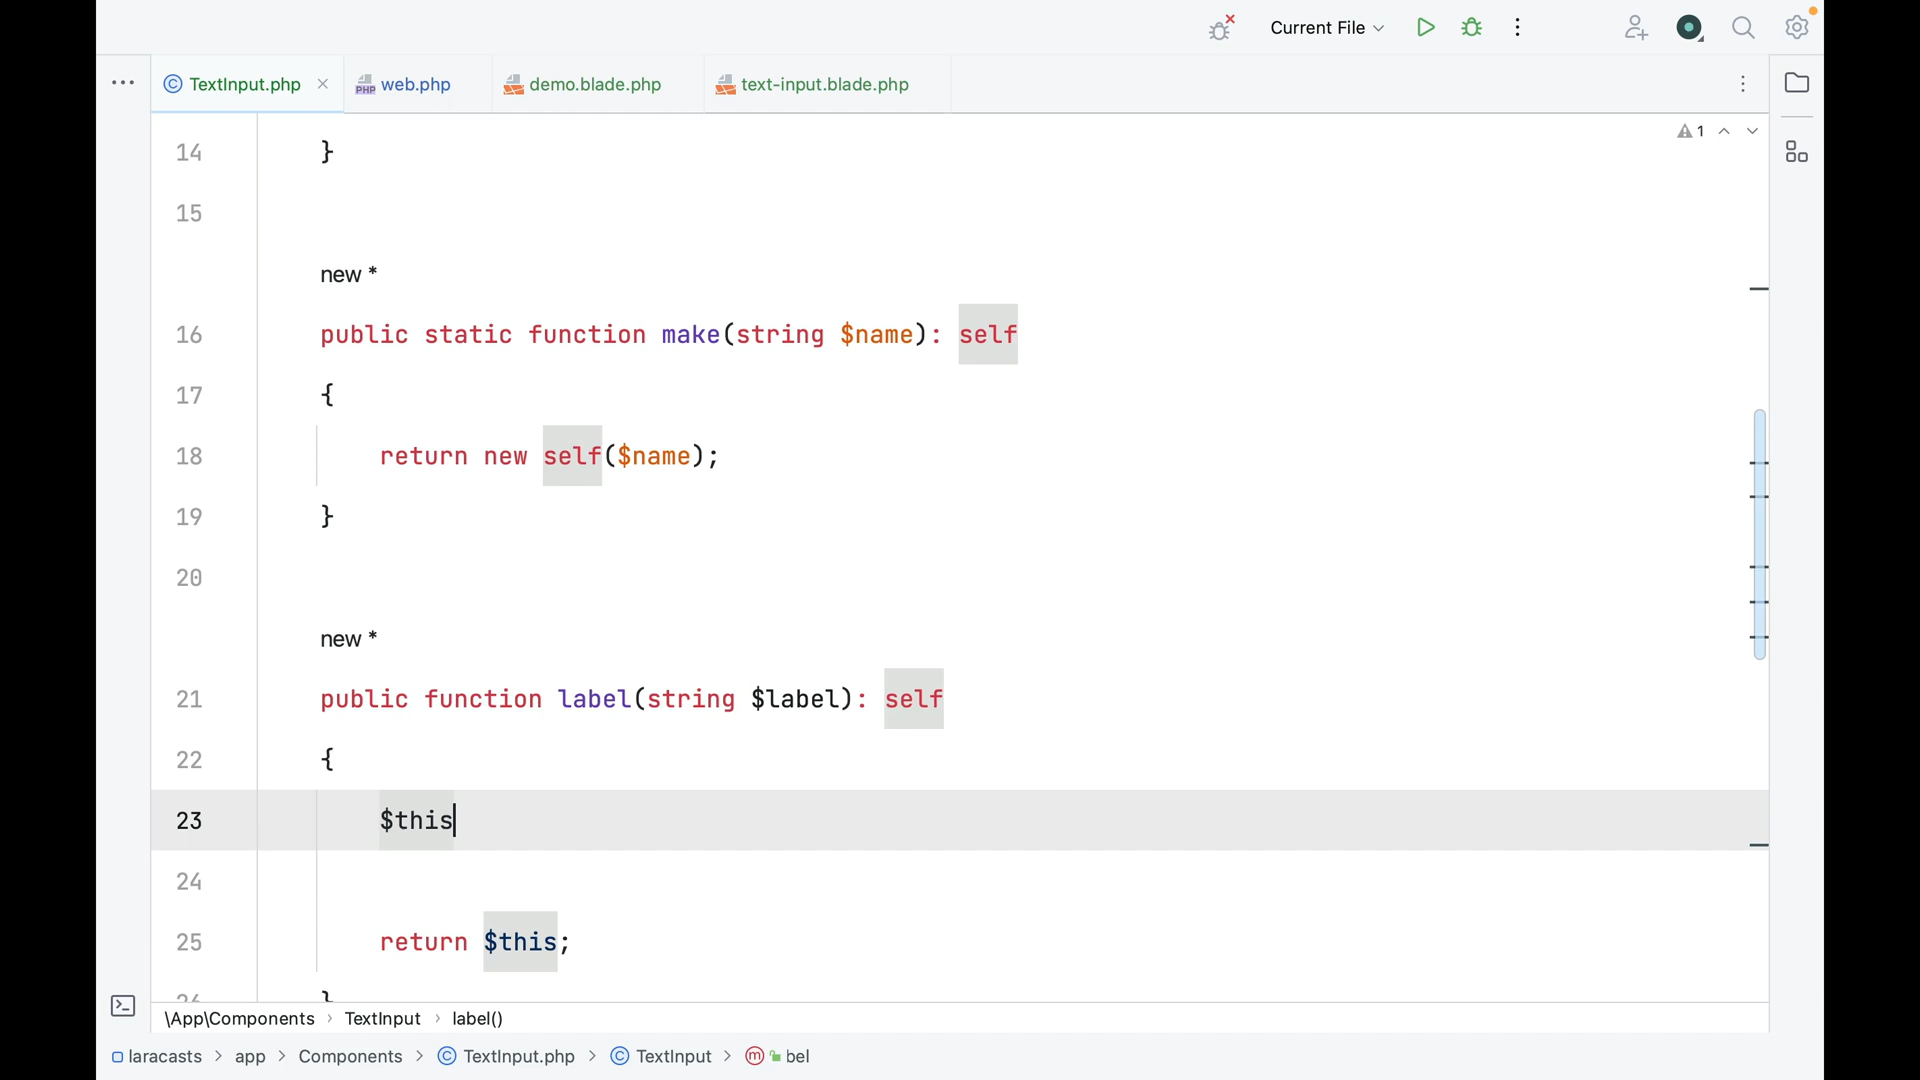 Current File
TextInput.php
web.php
demo.blade.php
text-input.blade.php
1
14 }
15
new *
16 public static function make(string $name): self
17 {
18 return new self($name);
19 }
20
new *
21 public function label(string $label): self
22 {
23 $this
24
25 return $this;
26 }
\App\Components › TextInput › label()
laracasts > app > Components > TextInput.php > TextInput > bel